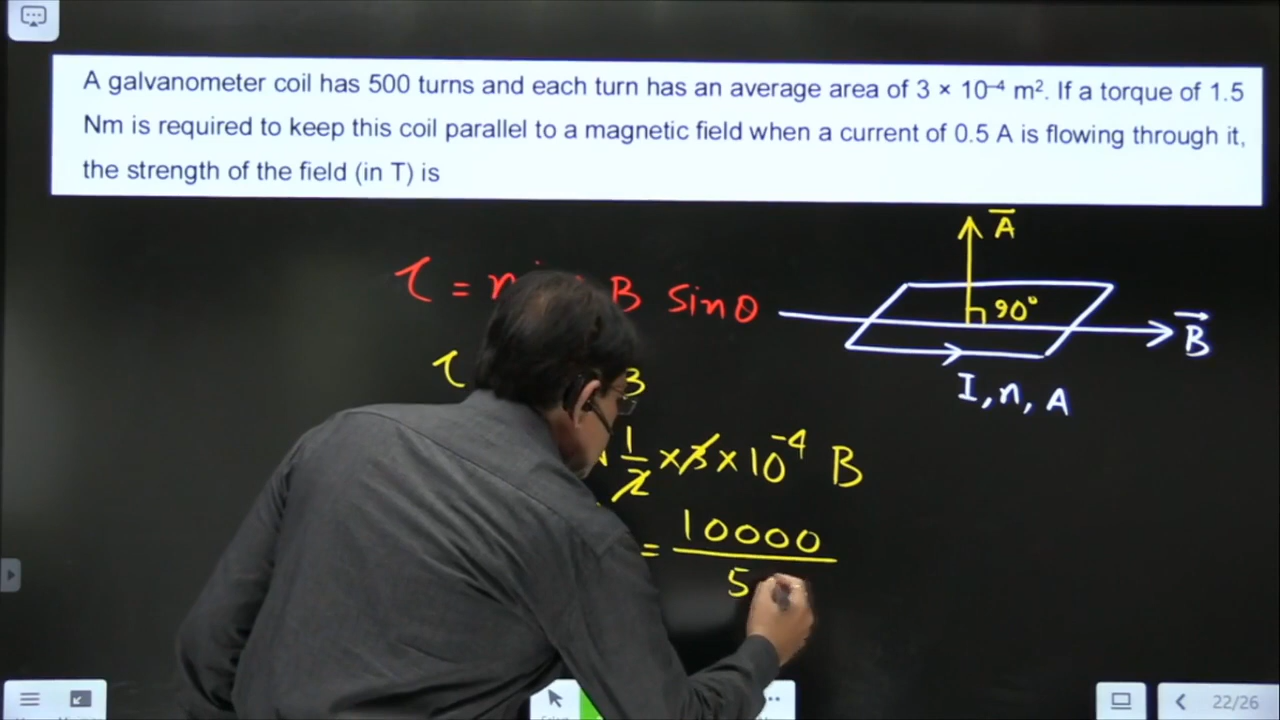 A galvanometer coil has 500 turns and each turn has an average area of 3 × 10⁻⁴ m². If a torque of 1.5
Nm is required to keep this coil parallel to a magnetic field when a current of 0.5 A is flowing through it,
the strength of the field (in T) is
A
τ = n B sin θ
90°
B
τ
I, n, A
1/2 × 3 × 10⁻⁴ B
= 10000
5
22/26